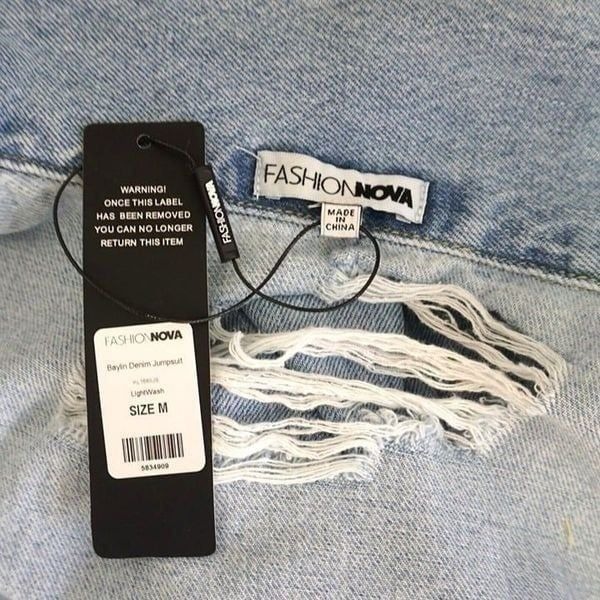 WARNING!
ONCE THIS LABEL
HAS BEEN REMOVED
YOU CAN NO LONGER
RETURN THIS ITEM
FASHIONNOVA
FASHIONNOVA
MADE
IN
CHINA
FASHIONNOVA
Baylin Denim Jumpsuit
LightWash
SIZE M
5834909